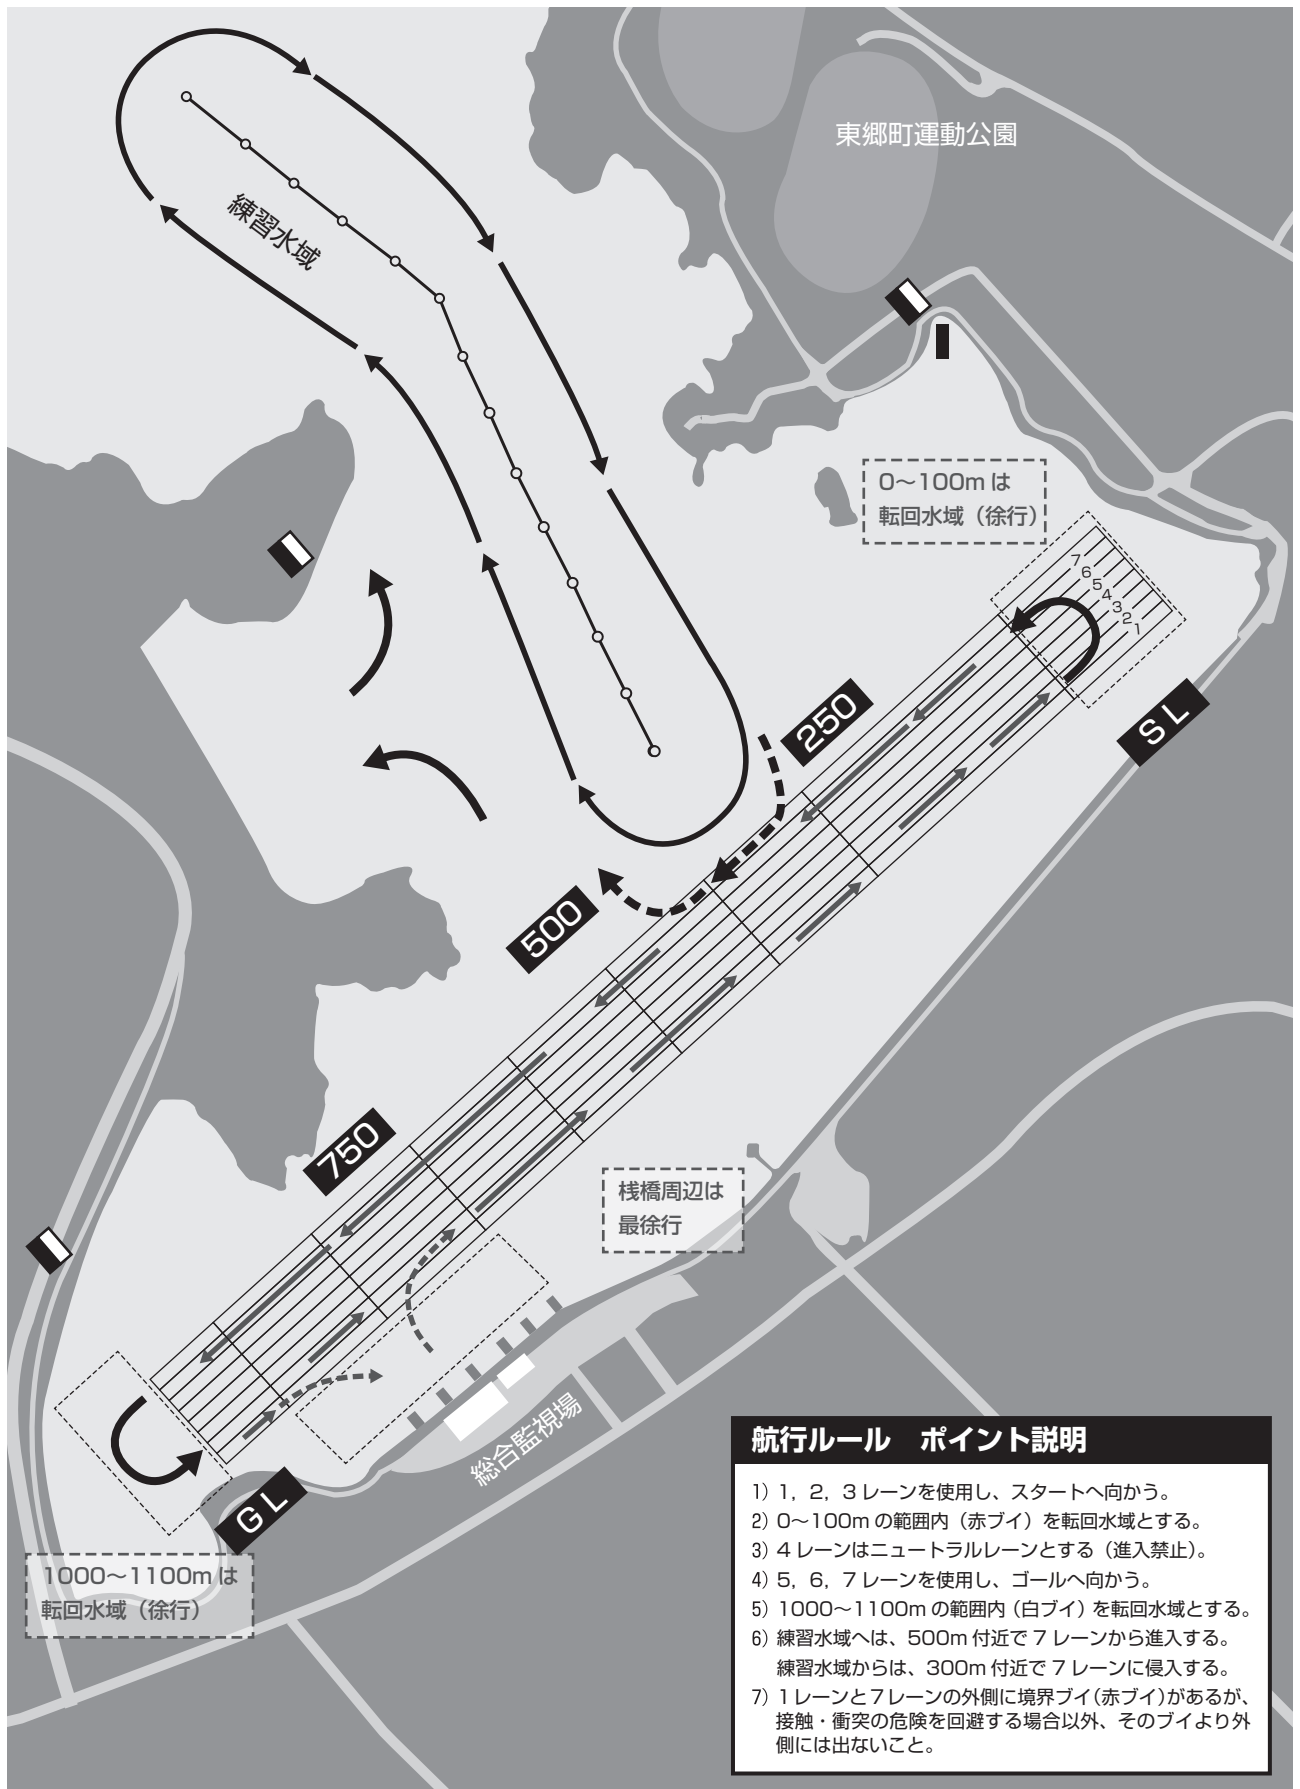 東郷町運動公園
練習水域
0～100m は
転回水域（徐行）
7
6
5
4
3
2
1
S L
250
500
750
桟橋周辺は
最徐行
総合監視場
G L
1000～1100m は
転回水域（徐行）
航行ルール　ポイント説明
1）1，2，3 レーンを使用し、スタートへ向かう。
2）0～100m の範囲内（赤ブイ）を転回水域とする。
3）4 レーンはニュートラルレーンとする（進入禁止）。
4）5，6，7 レーンを使用し、ゴールへ向かう。
5）1000～1100m の範囲内（白ブイ）を転回水域とする。
6）練習水域へは、500m 付近で 7 レーンから進入する。
練習水域からは、300m 付近で 7 レーンに侵入する。
7）1レーンと7レーンの外側に境界ブイ（赤ブイ）があるが、
接触・衝突の危険を回避する場合以外、そのブイより外
側には出ないこと。